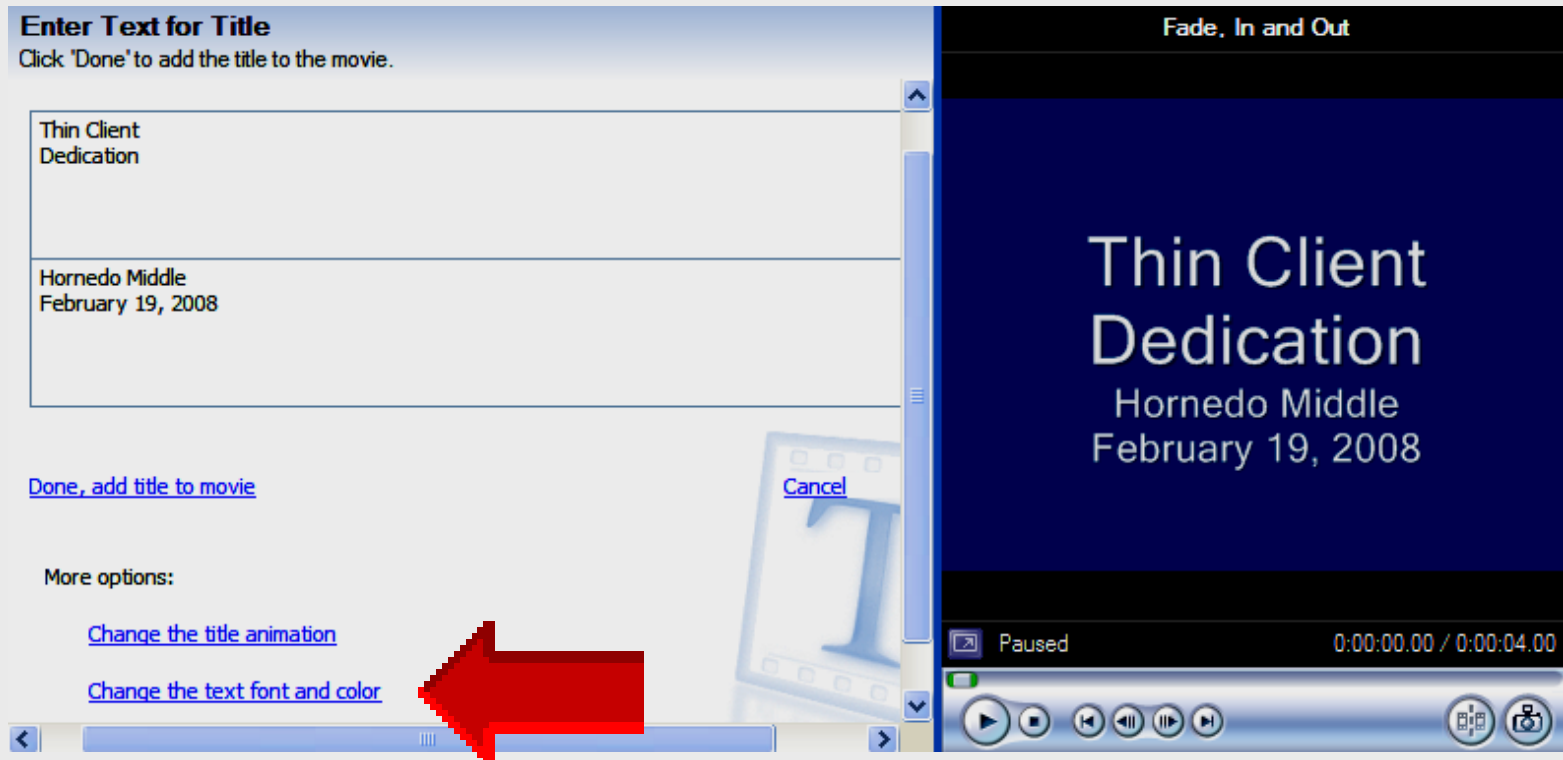 Enter Text for Title
Click 'Done' to add the title to the movie.
Thin Client
Dedication
Hornedo Middle
February 19, 2008
Done, add title to movie
Cancel
More options:
Change the title animation
Change the text font and color
T
Fade, In and Out
Thin Client
Dedication
Hornedo Middle
February 19, 2008
Paused
0:00:00.00 / 0:00:04.00